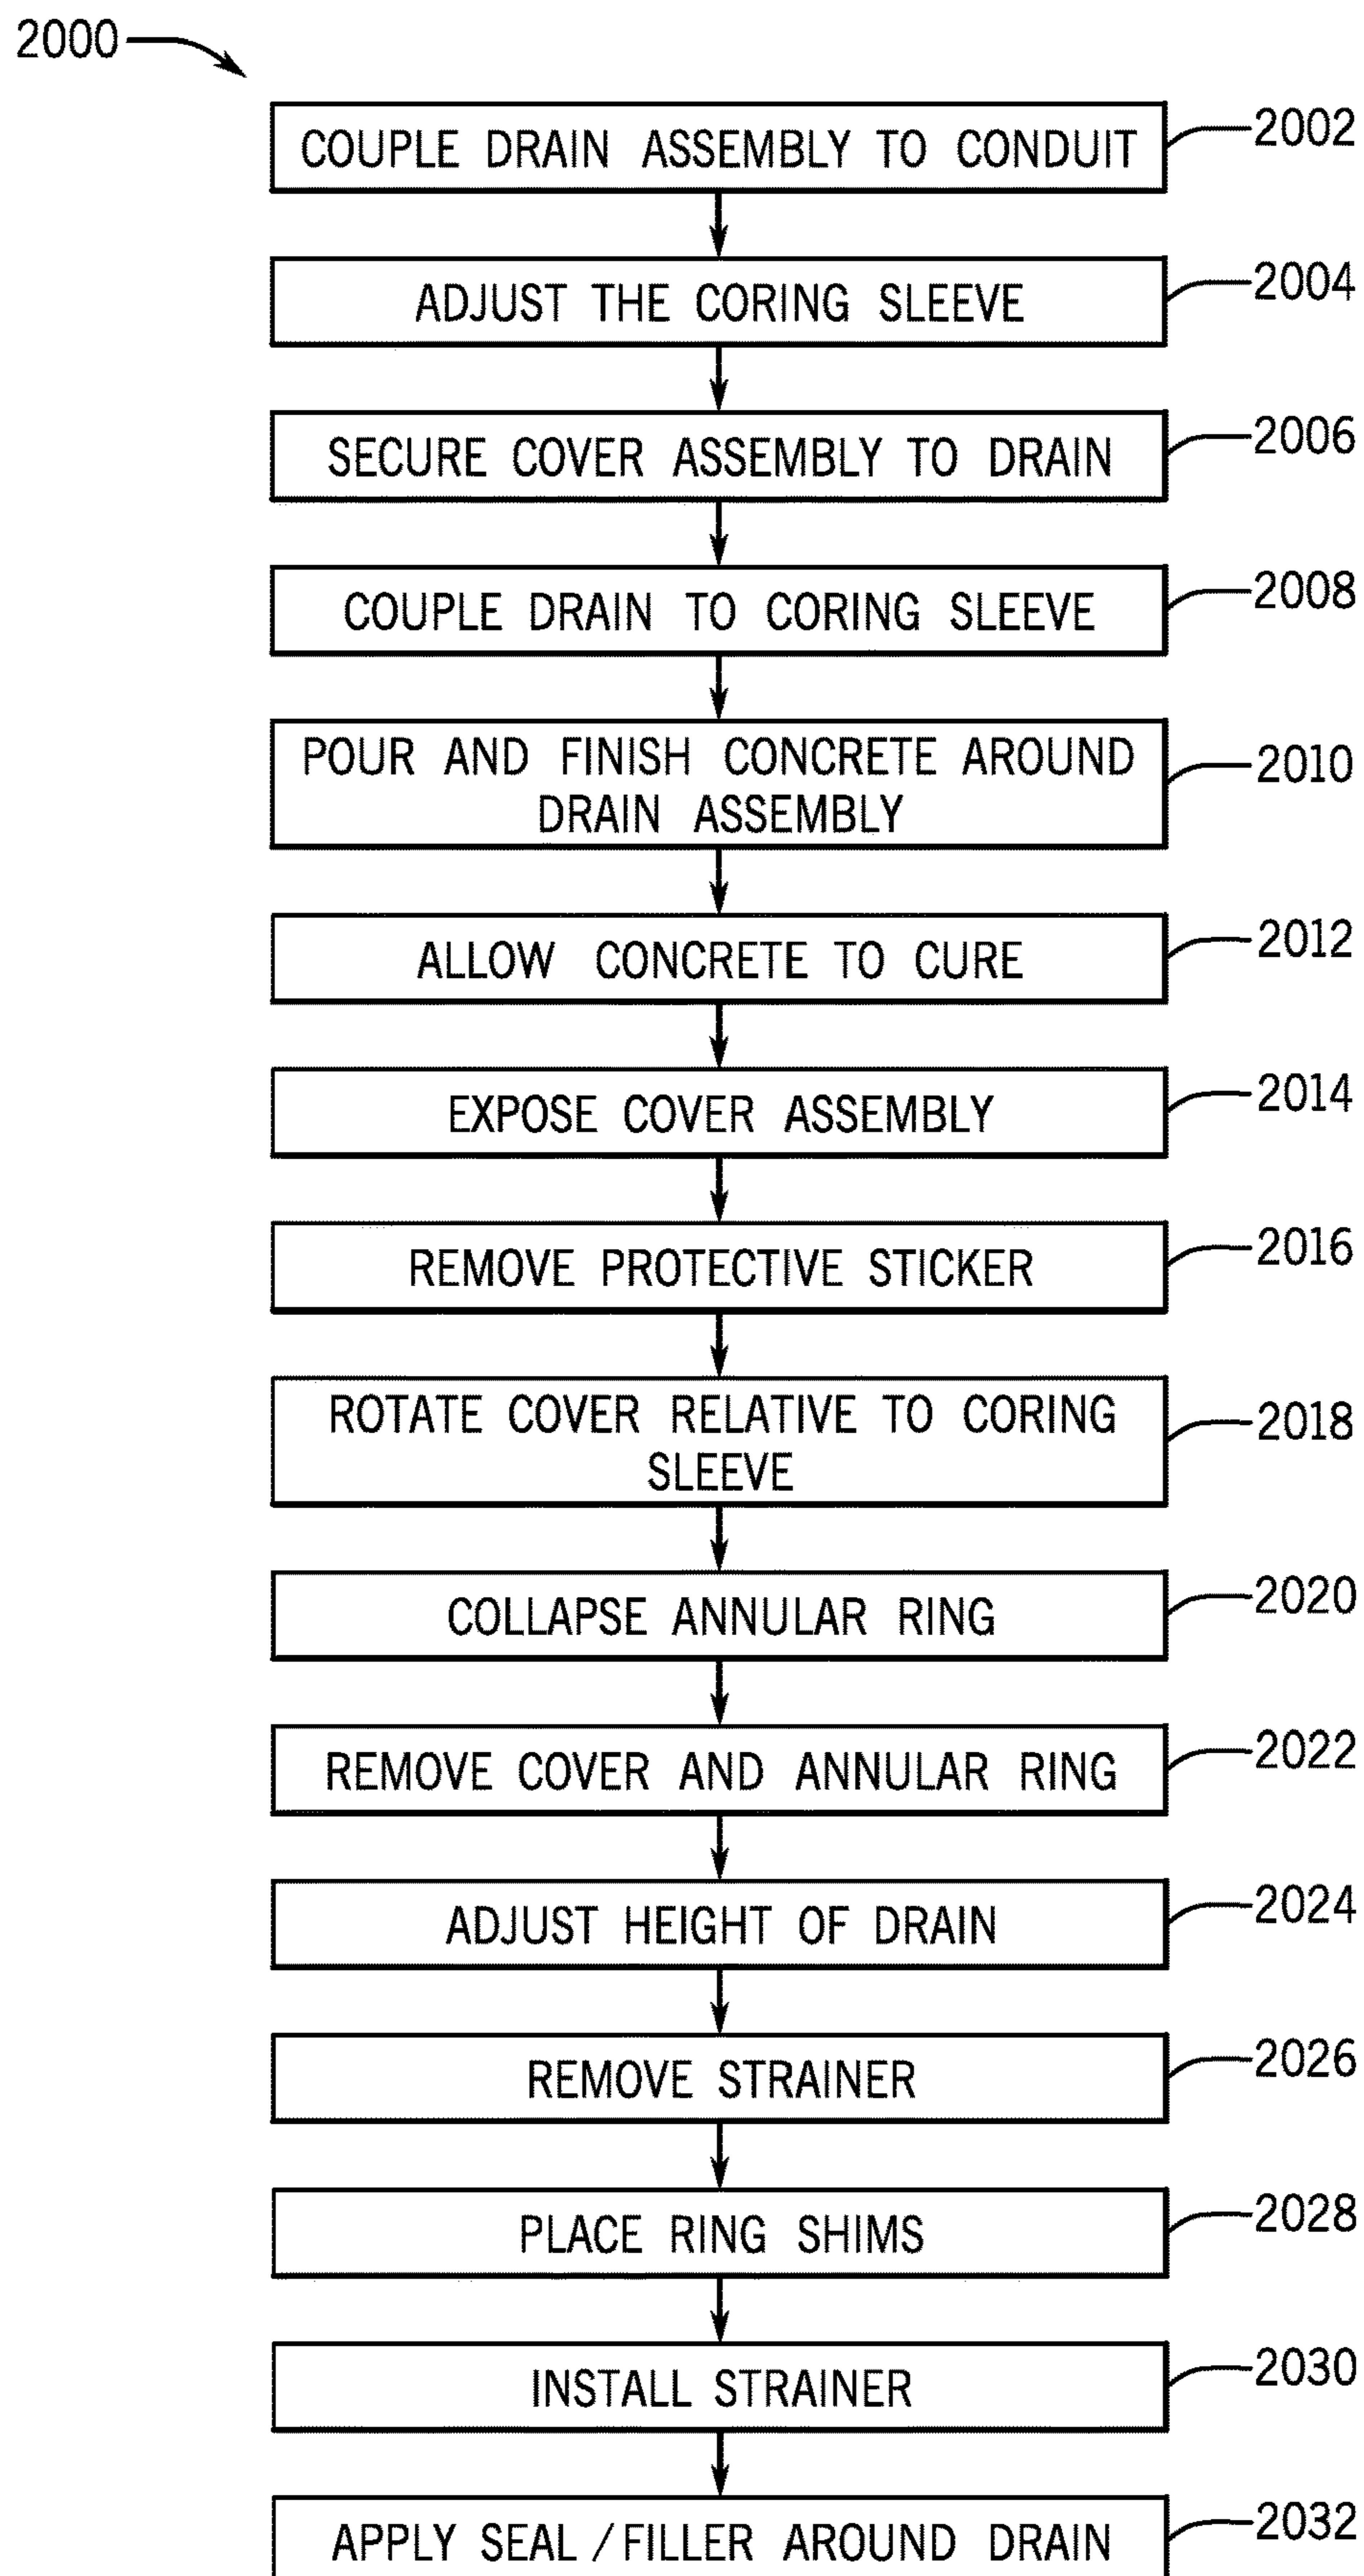 2000
COUPLE DRAIN ASSEMBLY TO CONDUIT
2002
ADJUST THE CORING SLEEVE
2004
SECURE COVER ASSEMBLY TO DRAIN
2006
COUPLE DRAIN TO CORING SLEEVE
2008
POUR AND FINISH CONCRETE AROUND
DRAIN ASSEMBLY
2010
ALLOW CONCRETE TO CURE
2012
EXPOSE COVER ASSEMBLY
2014
REMOVE PROTECTIVE STICKER
2016
ROTATE COVER RELATIVE TO CORING
SLEEVE
2018
COLLAPSE ANNULAR RING
2020
REMOVE COVER AND ANNULAR RING
2022
ADJUST HEIGHT OF DRAIN
2024
REMOVE STRAINER
2026
PLACE RING SHIMS
2028
INSTALL STRAINER
2030
APPLY SEAL/FILLER AROUND DRAIN
2032